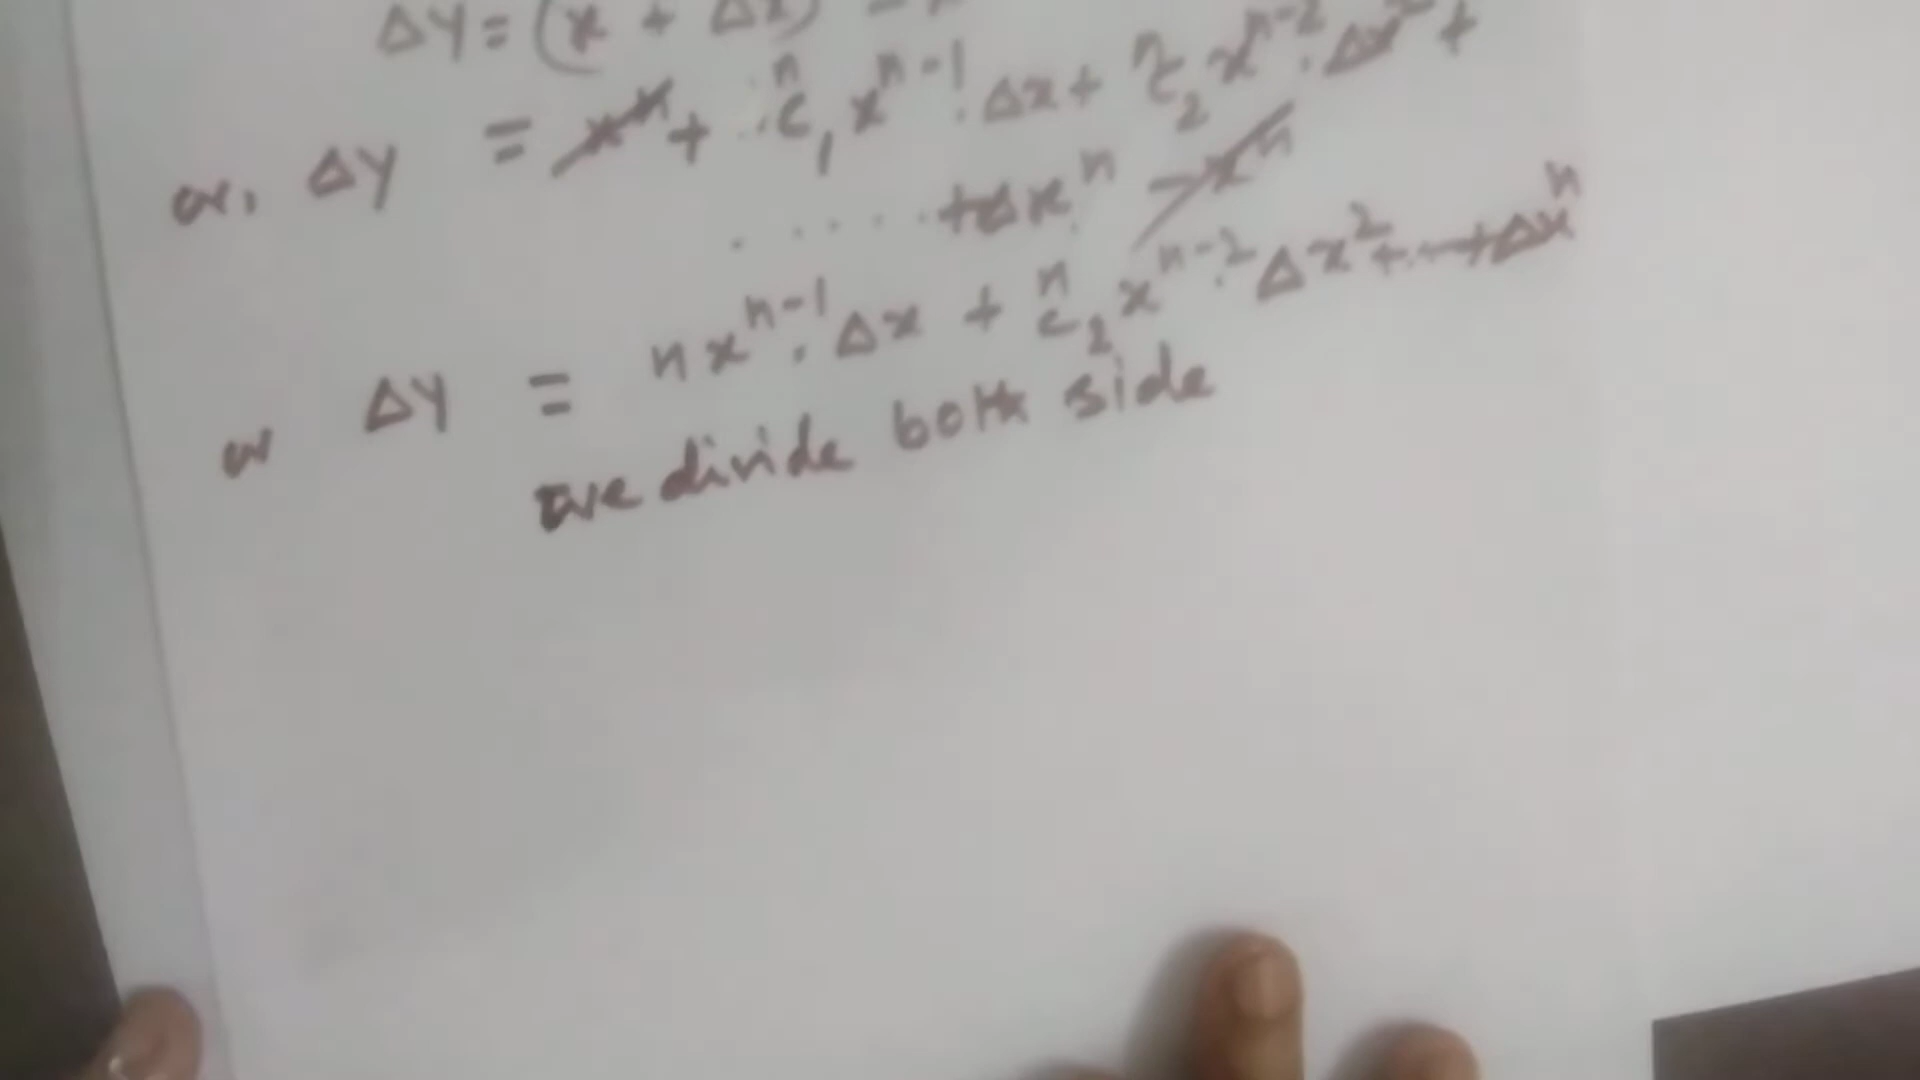 Δy = (x + Δx) -
or, Δy = xⁿ + ⁿc₁ xⁿ⁻¹. Δx + ⁿc₂ xⁿ⁻². Δx² +
..... + Δxⁿ - xⁿ
or Δy = nxⁿ⁻¹. Δx + ⁿc₂ xⁿ⁻². Δx² + ... + Δxⁿ
we divide both side